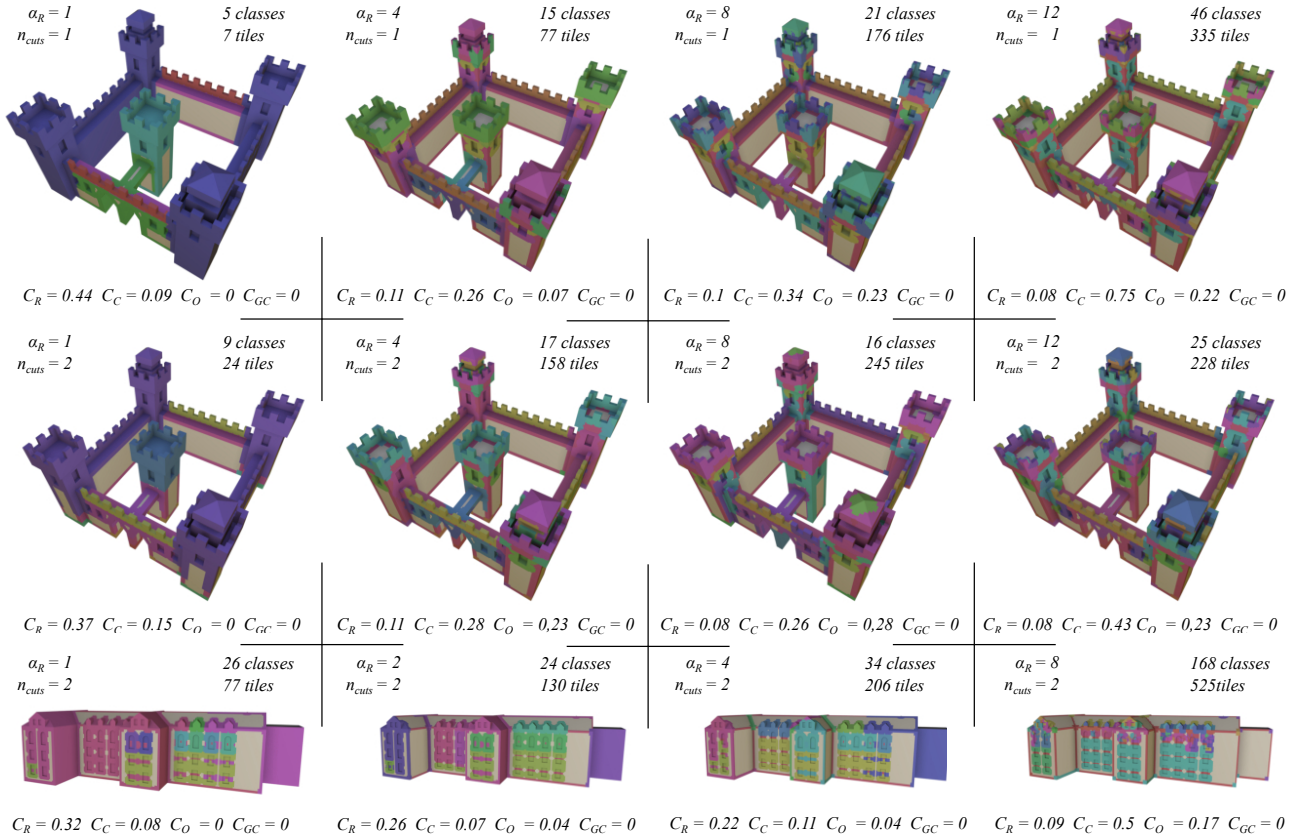 α_R = 1 5 classes α_R = 4 15 classes α_R = 8 21 classes α_R = 12 46 classes
n_cuts = 1 7 tiles n_cuts = 1 77 tiles n_cuts = 1 176 tiles n_cuts = 1 335 tiles
C_R = 0.44 C_C = 0.09 C_O = 0 C_GC = 0 C_R = 0.11 C_C = 0.26 C_O = 0.07 C_GC = 0 C_R = 0.1 C_C = 0.34 C_O = 0.23 C_GC = 0 C_R = 0.08 C_C = 0.75 C_O = 0.22 C_GC = 0
α_R = 1 9 classes α_R = 4 17 classes α_R = 8 16 classes α_R = 12 25 classes
n_cuts = 2 24 tiles n_cuts = 2 158 tiles n_cuts = 2 245 tiles n_cuts = 2 228 tiles
C_R = 0.37 C_C = 0.15 C_O = 0 C_GC = 0 C_R = 0.11 C_C = 0.28 C_O = 0,23 C_GC = 0 C_R = 0.08 C_C = 0.26 C_O = 0,28 C_GC = 0 C_R = 0.08 C_C = 0.43 C_O = 0,23 C_GC = 0
α_R = 1 26 classes α_R = 2 24 classes α_R = 4 34 classes α_R = 8 168 classes
n_cuts = 2 77 tiles n_cuts = 2 130 tiles n_cuts = 2 206 tiles n_cuts = 2 525tiles
C_R = 0.32 C_C = 0.08 C_O = 0 C_GC = 0 C_R = 0.26 C_C = 0.07 C_O = 0.04 C_GC = 0 C_R = 0.22 C_C = 0.11 C_O = 0.04 C_GC = 0 C_R = 0.09 C_C = 0.5 C_O = 0.17 C_GC = 0